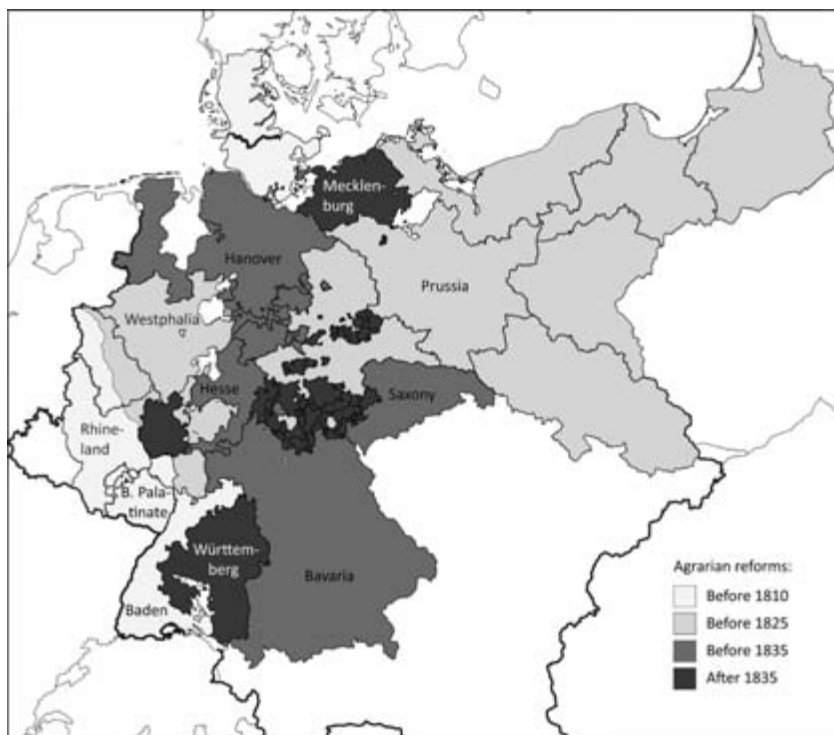 Mecklen-
burg
Hanover
Prussia
Westphalia
Hesse
Saxony
Rhine-
land
B. Pala-
tinate
Württem-
berg
Bavaria
Baden
Agrarian reforms:
Before 1810
Before 1825
Before 1835
After 1835